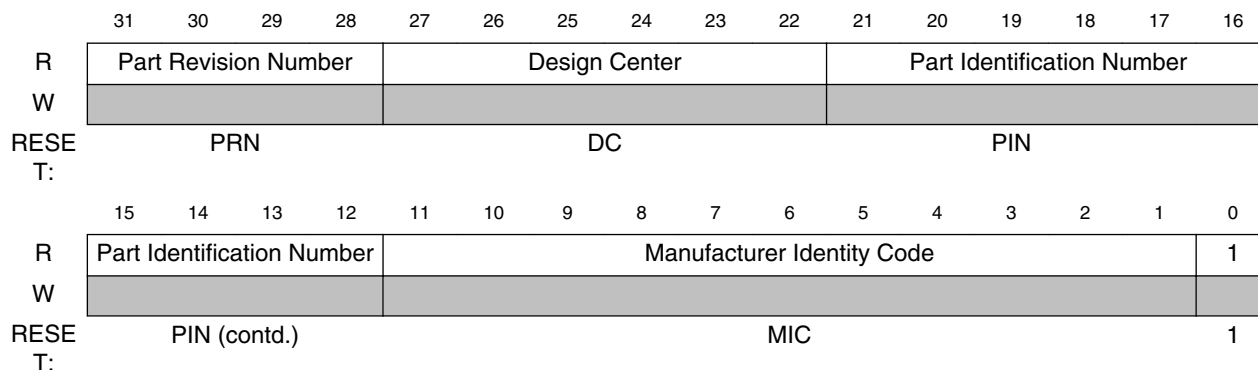 31 30 29 28 27 26 25 24 23 22 21 20 19 18 17 16
R Part Revision Number Design Center Part Identification Number
W
RESE PRN DC PIN
T:
15 14 13 12 11 10 9 8 7 6 5 4 3 2 1 0
R Part Identification Number Manufacturer Identity Code 1
W
RESE PIN (contd.) MIC 1
T: